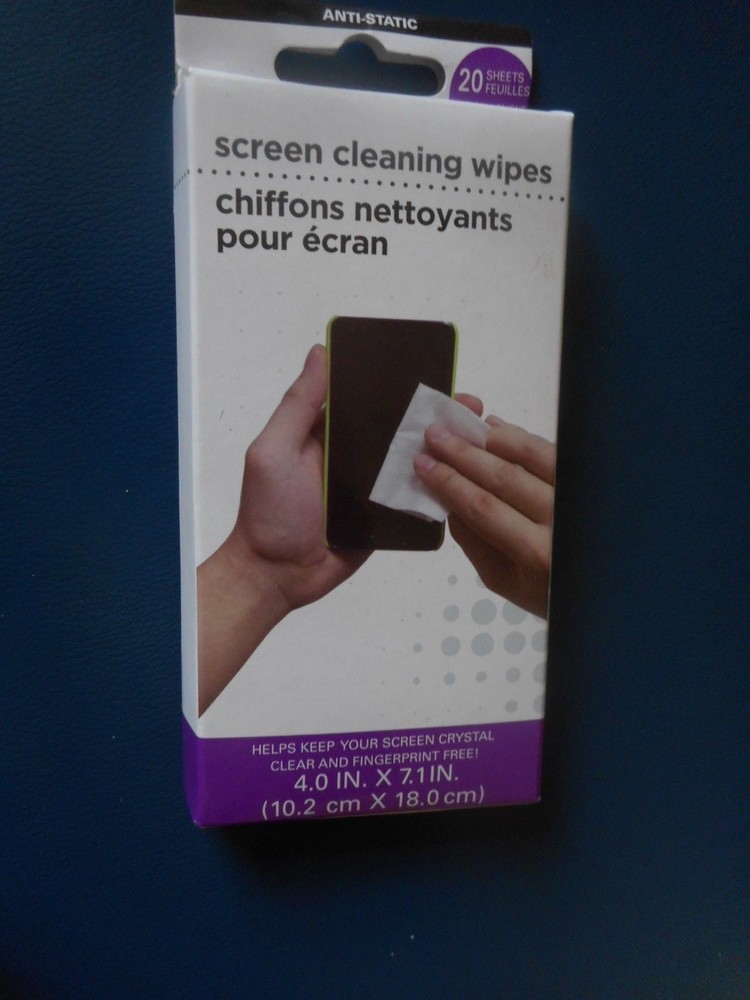 ANTI-STATIC
20 SHEETS
FEUILLES
screen cleaning wipes
chiffons nettoyants
pour écran
HELPS KEEP YOUR SCREEN CRYSTAL
CLEAR AND FINGERPRINT FREE!
4.0 IN. X 7.1 IN.
(10.2 cm X 18.0 cm)